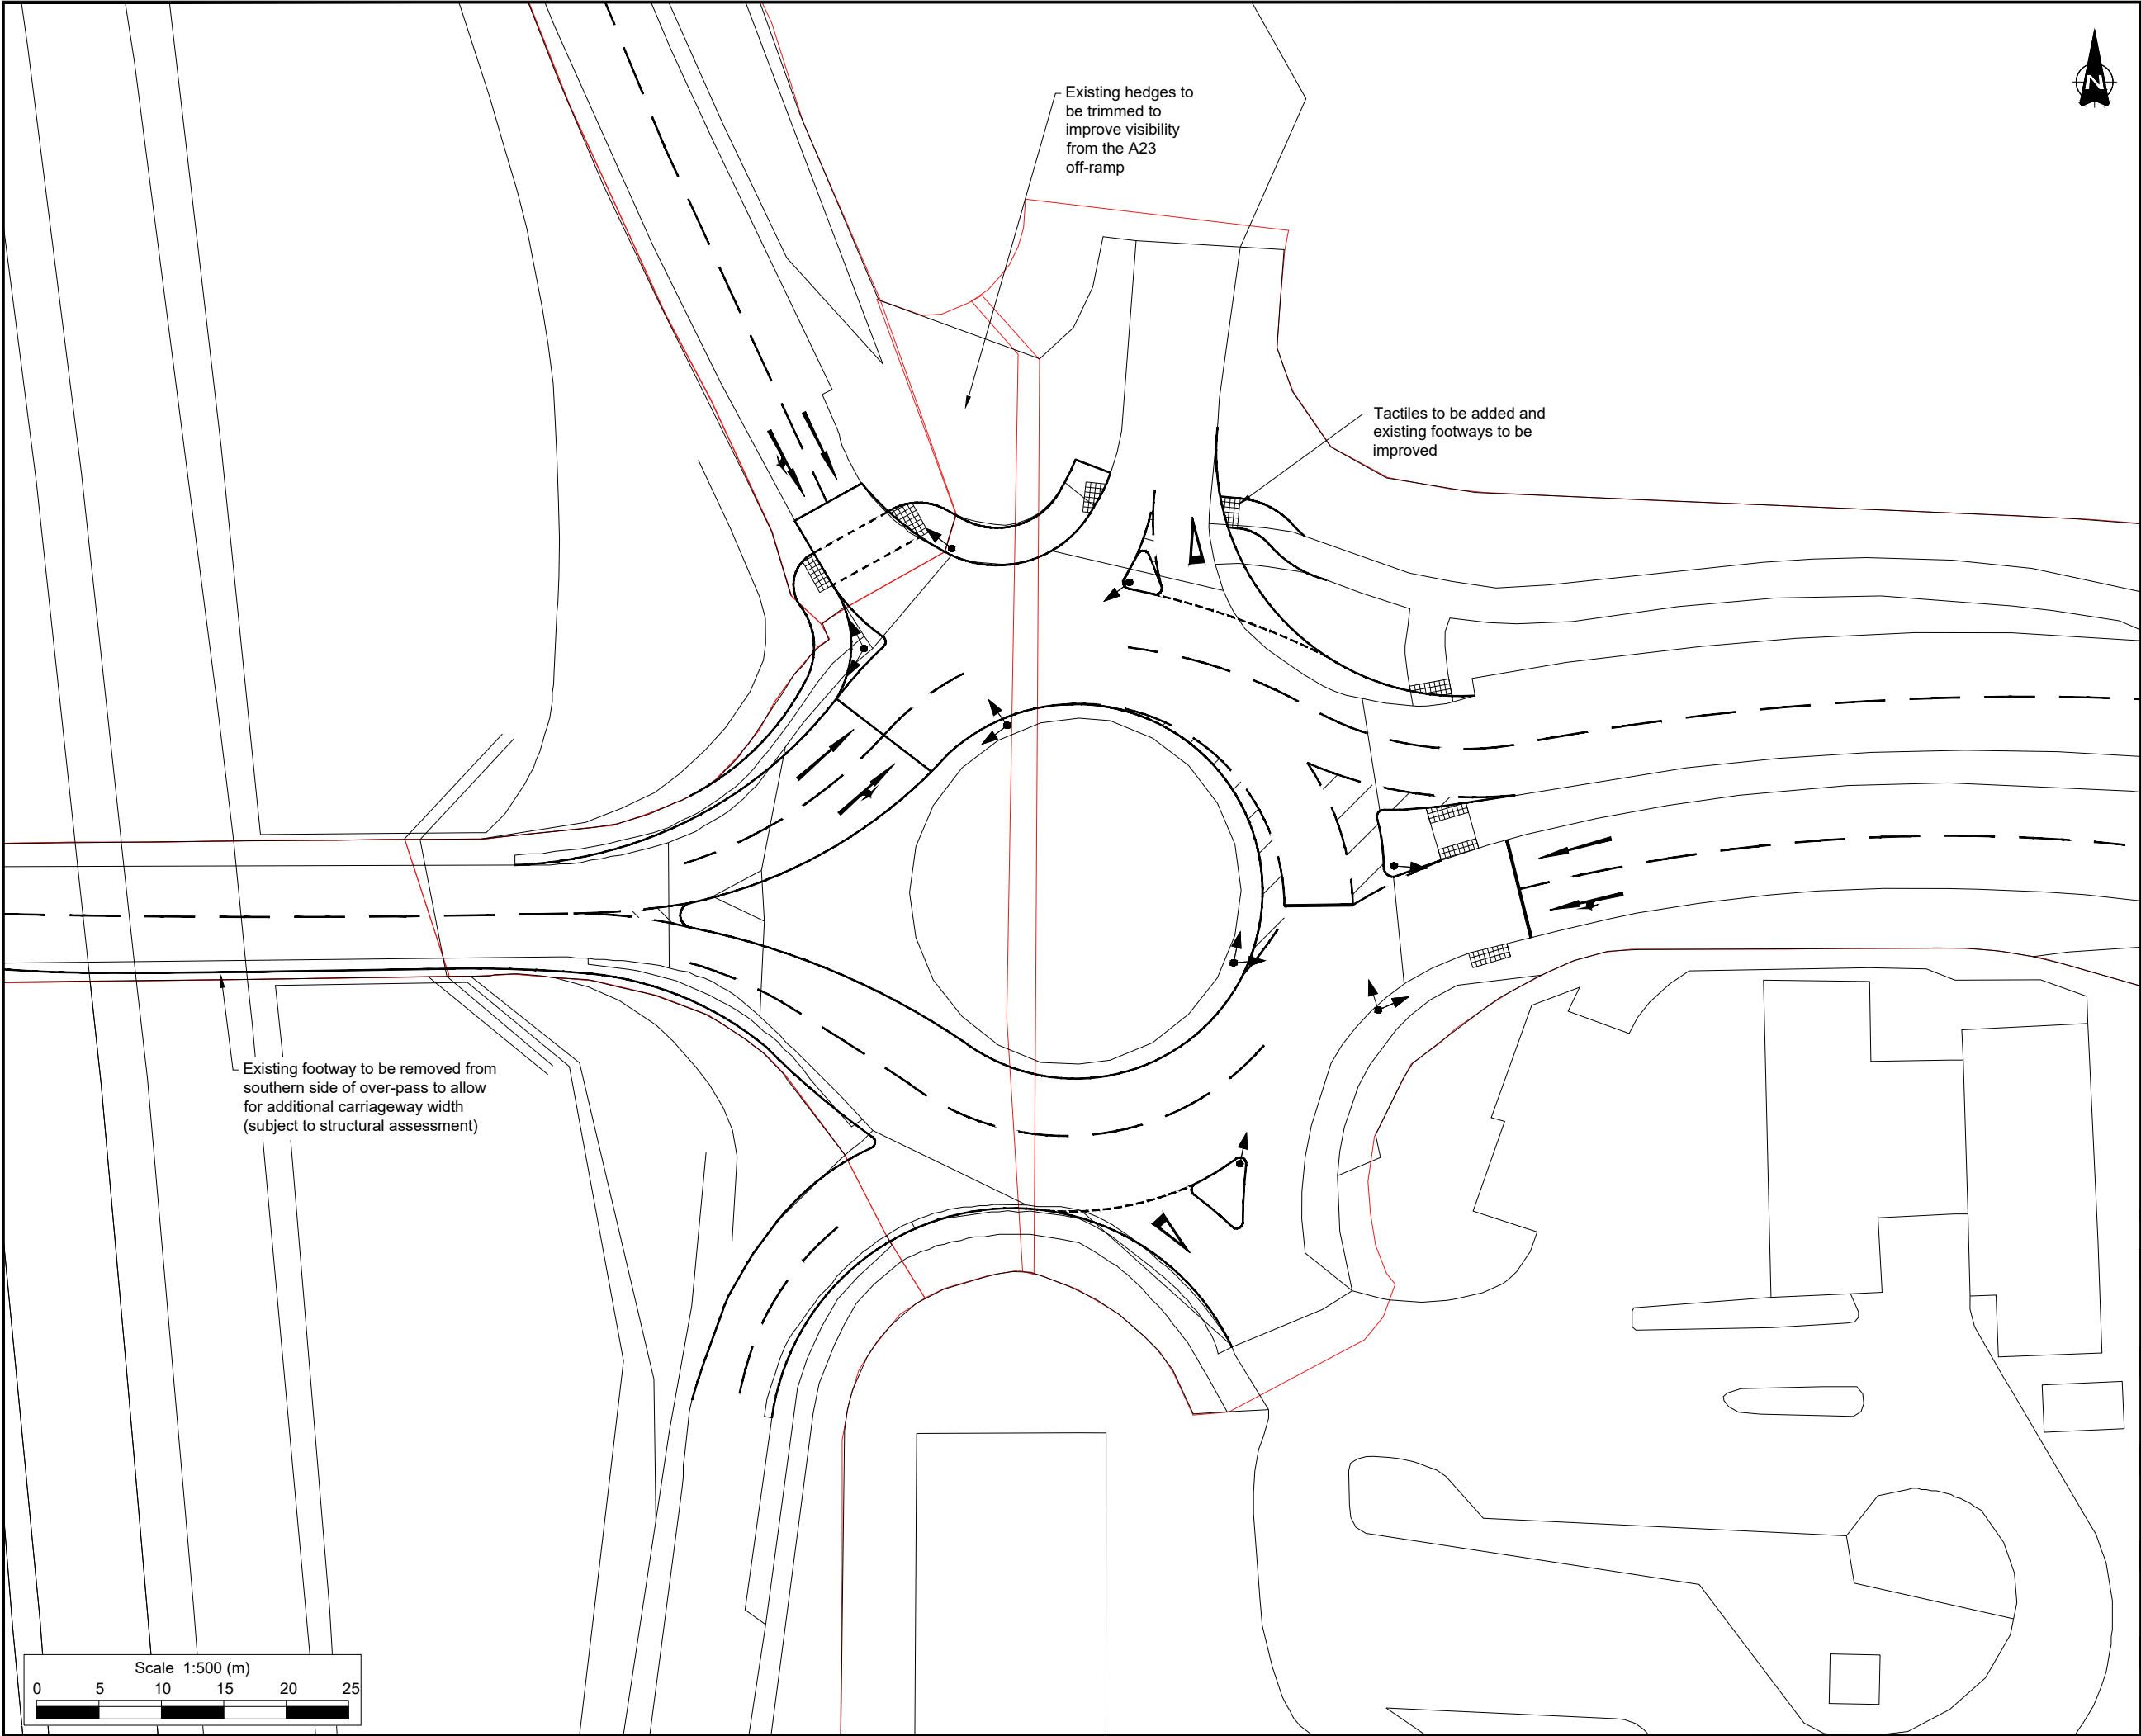 N
Existing hedges to
be trimmed to
improve visibility
from the A23
off-ramp
Tactiles to be added and
existing footways to be
improved
Existing footway to be removed from
southern side of over-pass to allow
for additional carriageway width
(subject to structural assessment)
Scale 1:500 (m)
0 5 10 15 20 25